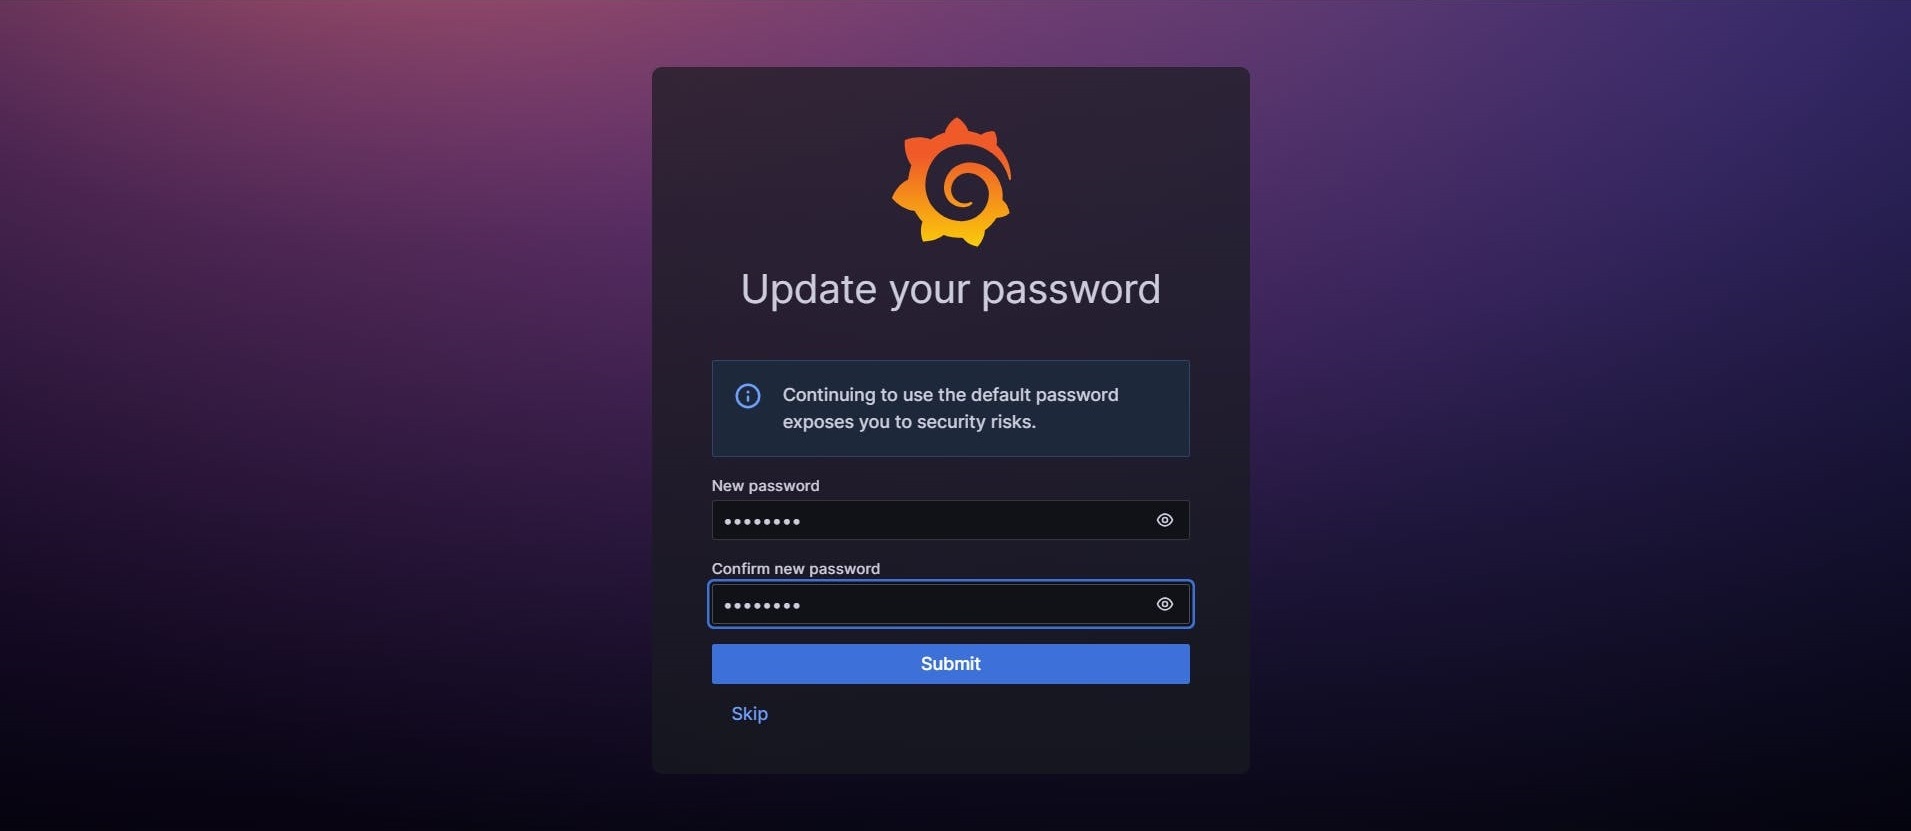 Update your password
Continuing to use the default password
exposes you to security risks.
New password
••••••••
Confirm new password
••••••••
Submit
Skip